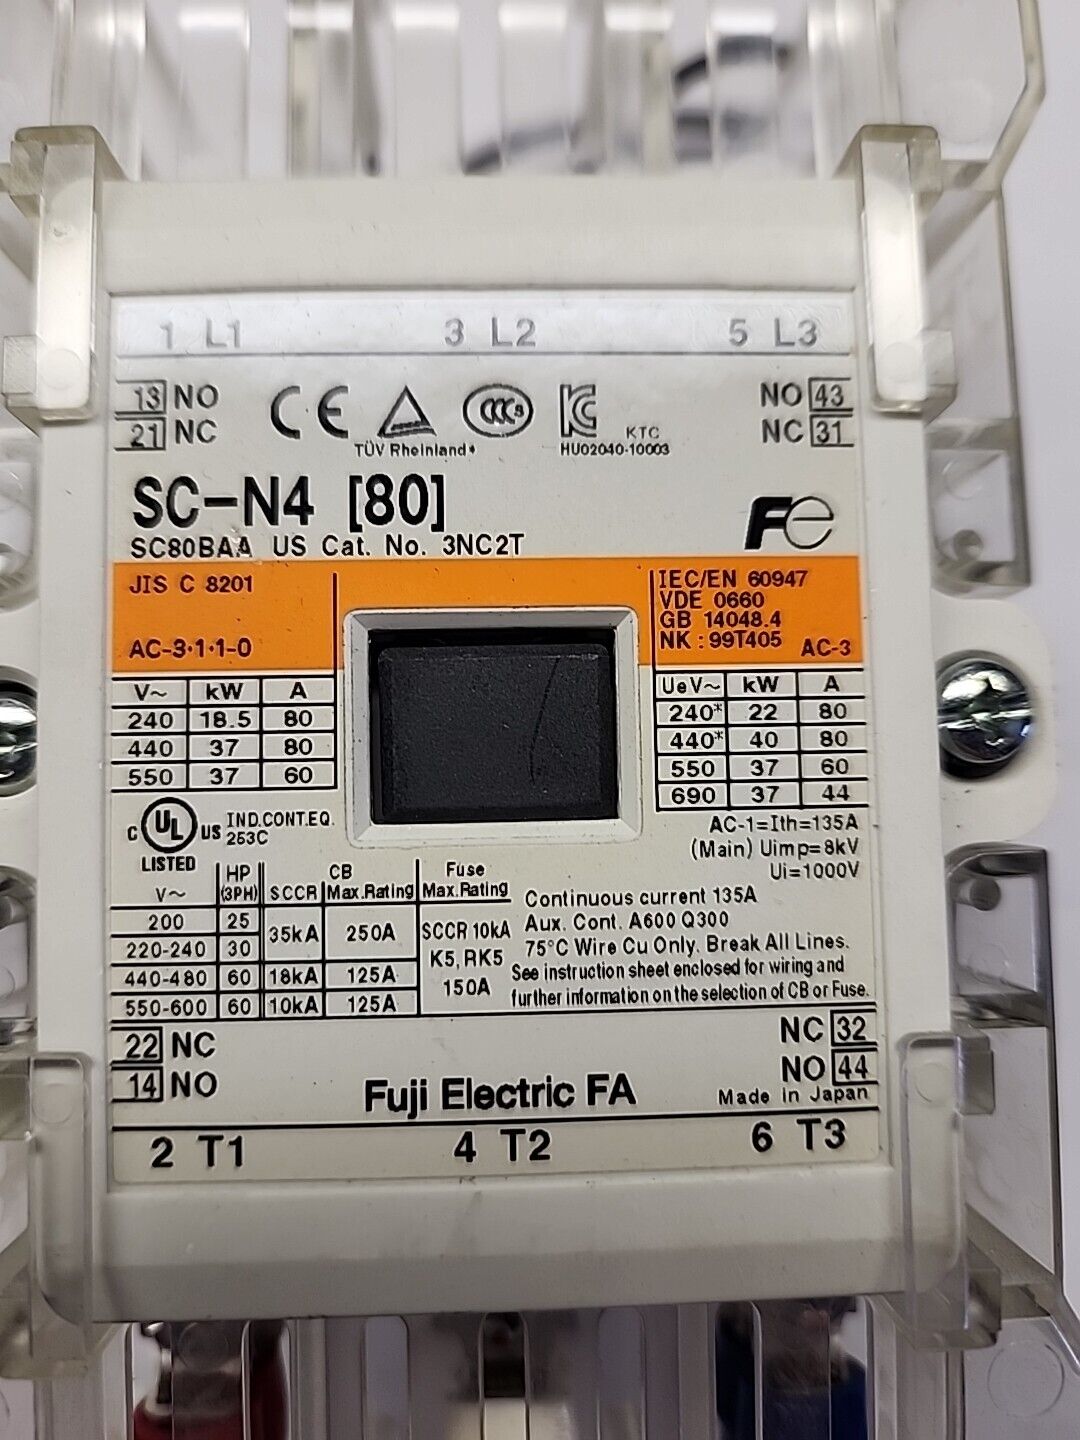 1 L1 3 L2 5 L3
13 NO
21 NC
CE
TÜV Rheinland
CCC S
KC
KTC
HU02040-10003
NO 43
NC 31
SC-N4 [80]
SC80BAA US Cat. No. 3NC2T
Fe
JIS C 8201
AC-3·1·1-0
IEC/EN 60947
VDE 0660
GB 14048.4
NK : 99T405 AC-3
V~ kW A
240 18.5 80
440 37 80
550 37 60
Ue V~ kW A
240* 22 80
440* 40 80
550 37 60
690 37 44
C UL US LISTED
IND.CONT.EQ.
253C
AC-1=Ith=135A
(Main) Uimp=8kV
Ui=1000V
V~ HP (3PH) SCCR CB Max.Rating Fuse Max.Rating
200 25 35kA 250A
220-240 30
440-480 60 18kA 125A
550-600 60 10kA 125A
SCCR 10kA
K5, RK5
150A
Continuous current 135A
Aux. Cont. A600 Q300
75°C Wire Cu Only. Break All Lines.
See instruction sheet enclosed for wiring and
further information on the selection of CB or Fuse.
22 NC
14 NO
NC 32
NO 44
Fuji Electric FA
Made in Japan
2 T1 4 T2 6 T3